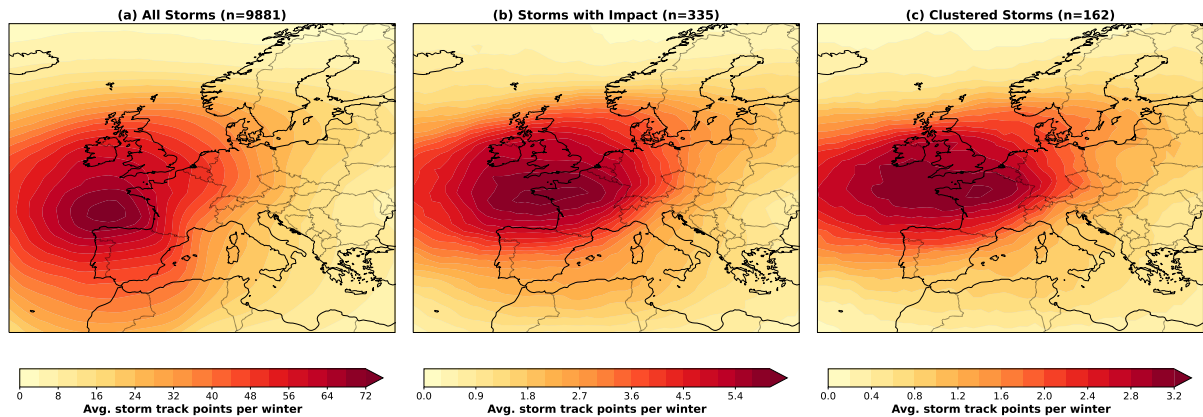 (a) All Storms (n=9881)
(b) Storms with Impact (n=335)
(c) Clustered Storms (n=162)
0 8 16 24 32 40 48 56 64 72
Avg. storm track points per winter
0.0 0.9 1.8 2.7 3.6 4.5 5.4
Avg. storm track points per winter
0.0 0.4 0.8 1.2 1.6 2.0 2.4 2.8 3.2
Avg. storm track points per winter